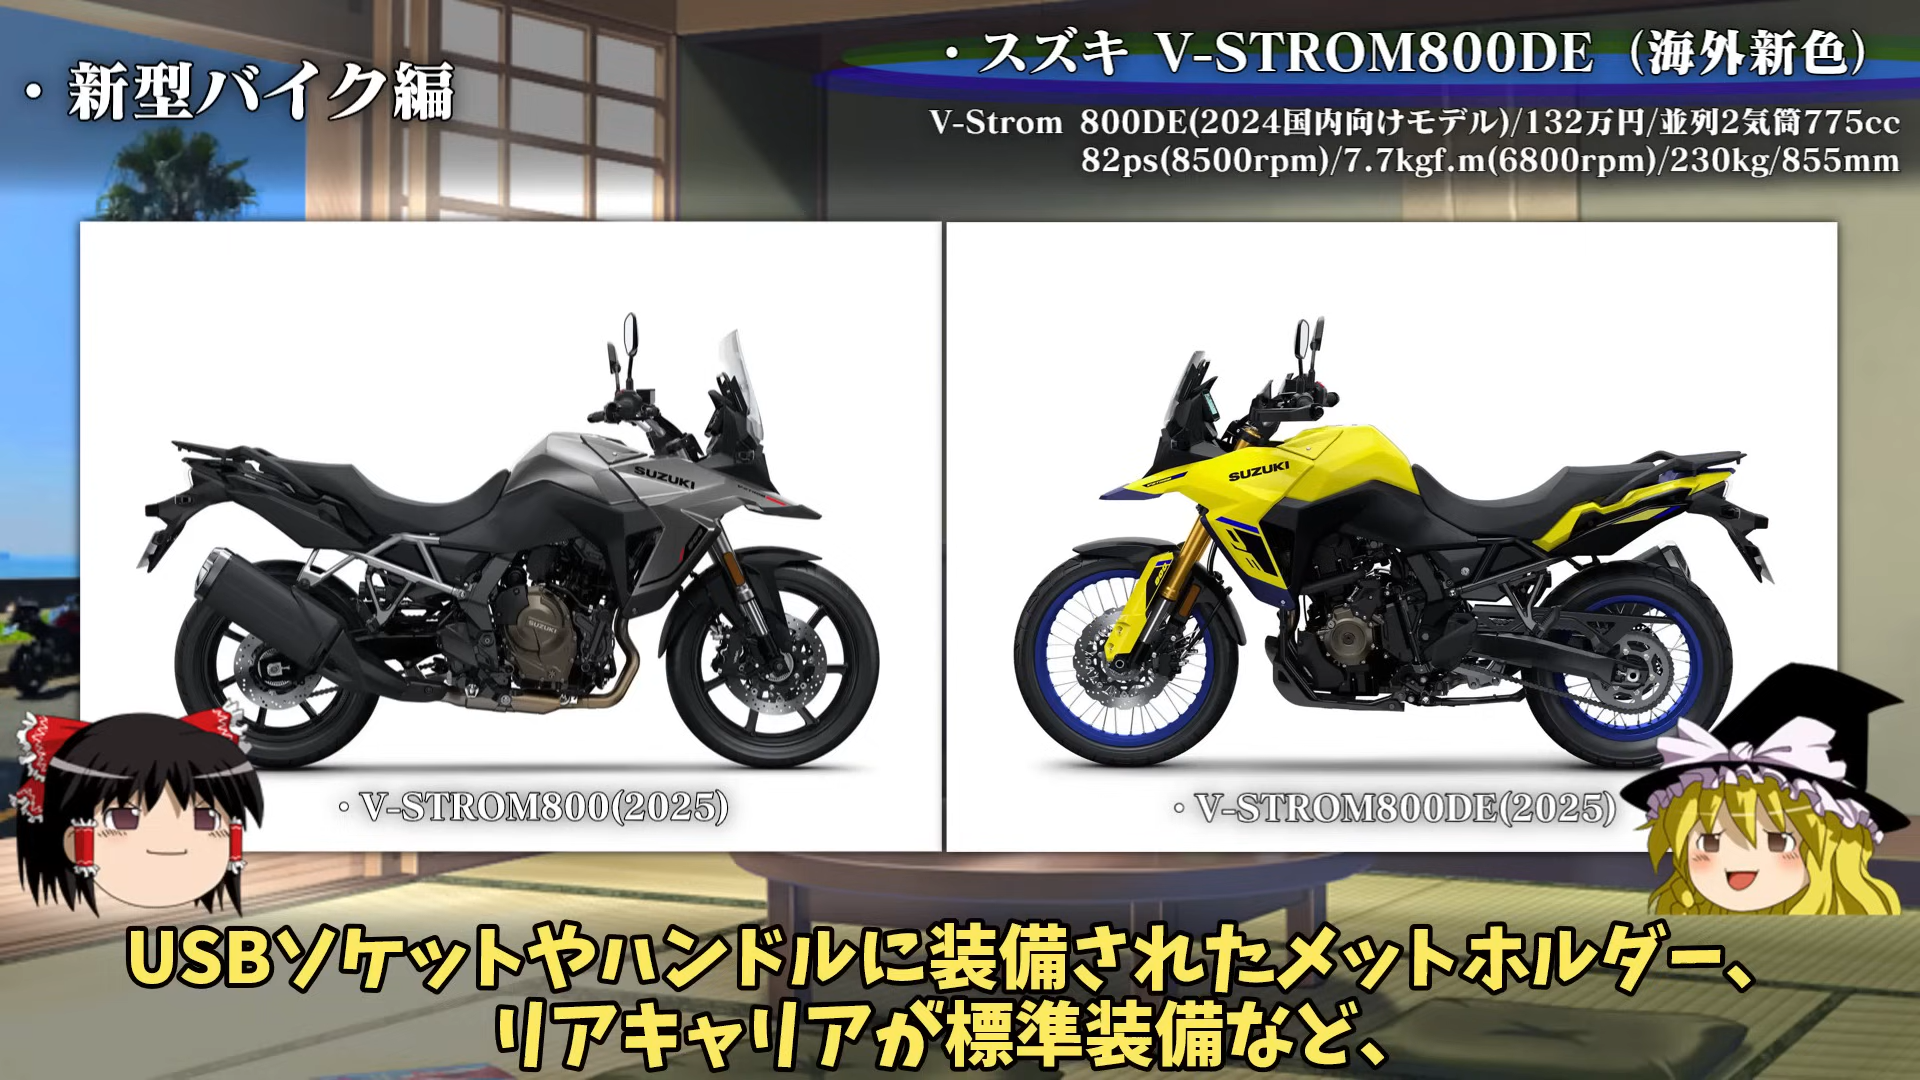 ・新型バイク編
・スズキ V-STROM800DE（海外新色）
V-Strom 800DE(2024国内向けモデル)/132万円/並列2気筒775cc
82ps(8500rpm)/7.7kgf.m(6800rpm)/230kg/855mm
SUZUKI
SUZUKI
SUZUKI
・V-STROM800(2025)
・V-STROM800DE(2025)
USBソケットやハンドルに装備されたメットホルダー、
リアキャリアが標準装備など、